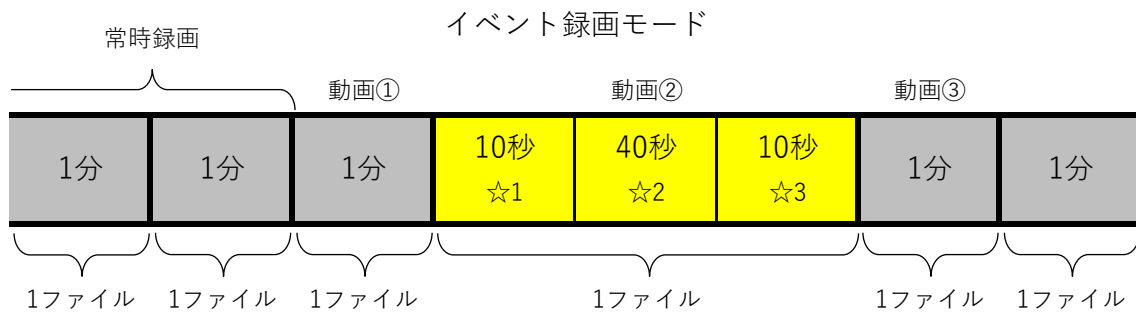 イベント録画モード
常時録画
動画① 動画② 動画③
1分 1分 1分 10秒 40秒 10秒 1分 1分
☆1 ☆2 ☆3
1ファイル 1ファイル 1ファイル 1ファイル 1ファイル 1ファイル